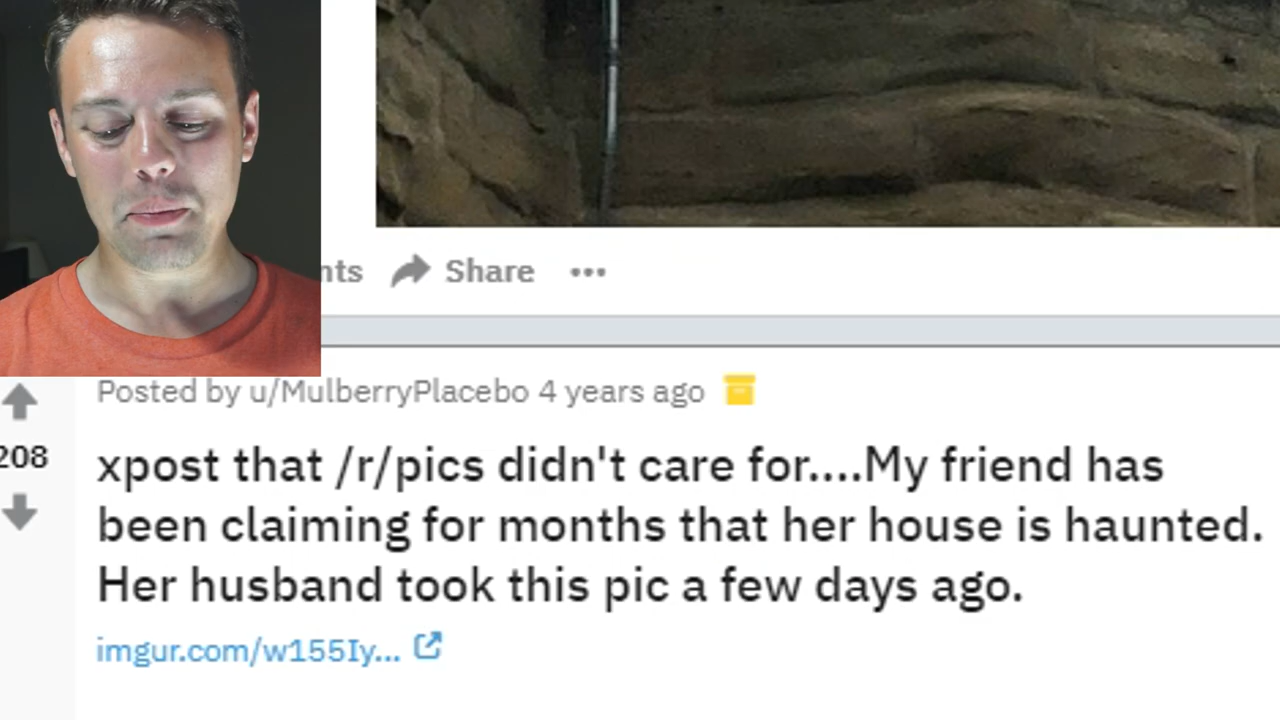 nts Share
Posted by u/MulberryPlacebo 4 years ago
208
xpost that /r/pics didn't care for....My friend has
been claiming for months that her house is haunted.
Her husband took this pic a few days ago.
imgur.com/w155Iy...